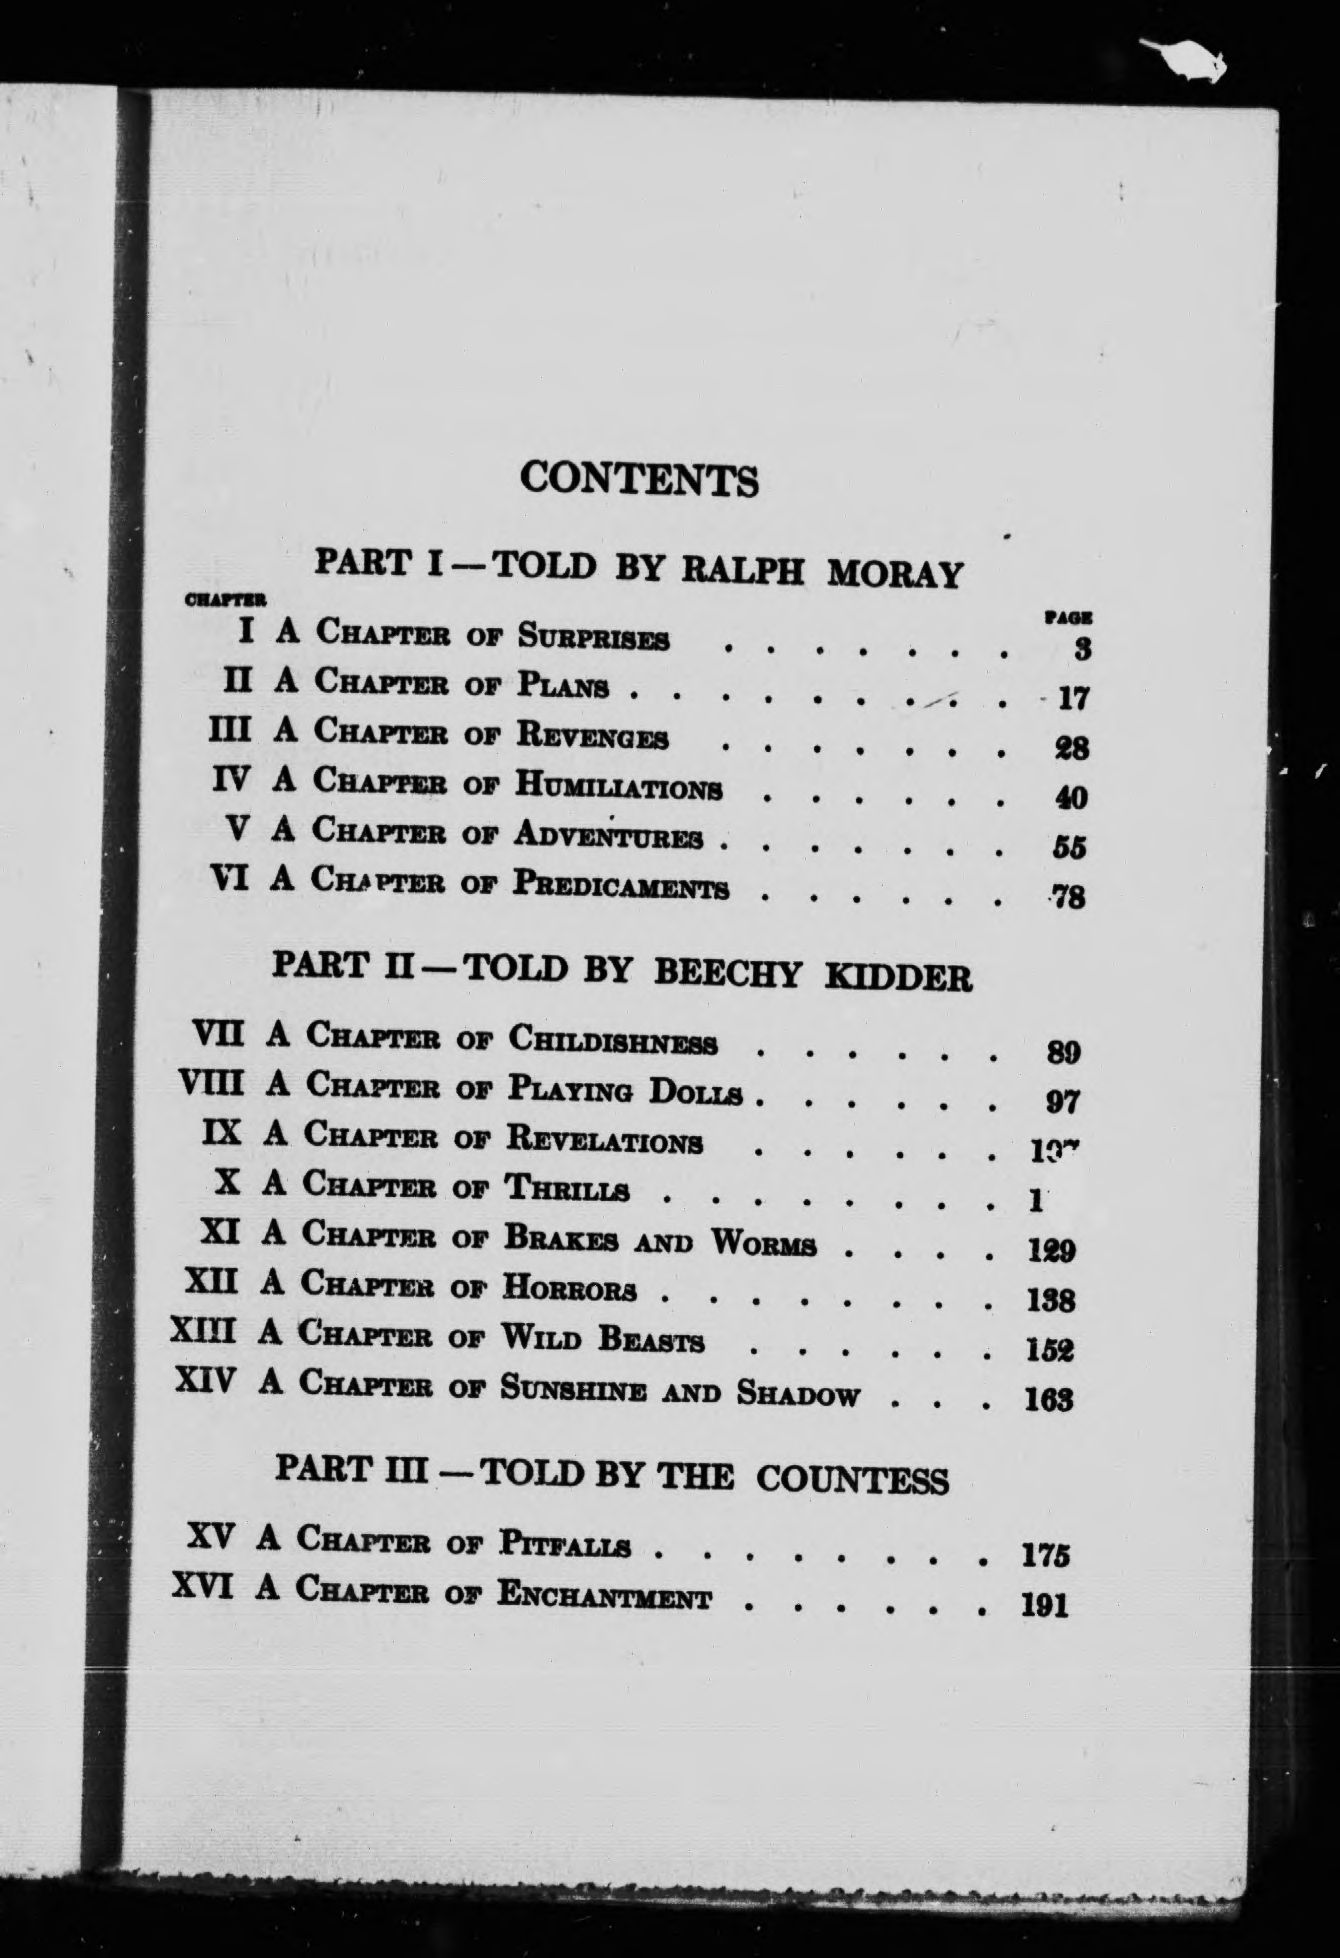 CONTENTS
PART I—TOLD BY RALPH MORAY
CHAPTER PAGE
I A CHAPTER OF SURPRISES . . . . . . . 3
II A CHAPTER OF PLANS . . . . . . . . . 17
III A CHAPTER OF REVENGES . . . . . . . 28
IV A CHAPTER OF HUMILIATIONS . . . . . . 40
V A CHAPTER OF ADVENTURES . . . . . . . 55
VI A CHAPTER OF PREDICAMENTS . . . . . . 78
PART II—TOLD BY BEECHY KIDDER
VII A CHAPTER OF CHILDISHNESS . . . . . . 89
VIII A CHAPTER OF PLAYING DOLLS . . . . . . 97
IX A CHAPTER OF REVELATIONS . . . . . .
X A CHAPTER OF THRILLS . . . . . . . .
XI A CHAPTER OF BRAKES AND WORMS . . . . 129
XII A CHAPTER OF HORRORS . . . . . . . . 138
XIII A CHAPTER OF WILD BEASTS . . . . . . 152
XIV A CHAPTER OF SUNSHINE AND SHADOW . . . 163
PART III—TOLD BY THE COUNTESS
XV A CHAPTER OF PITFALLS . . . . . . . . 175
XVI A CHAPTER OF ENCHANTMENT . . . . . . 191